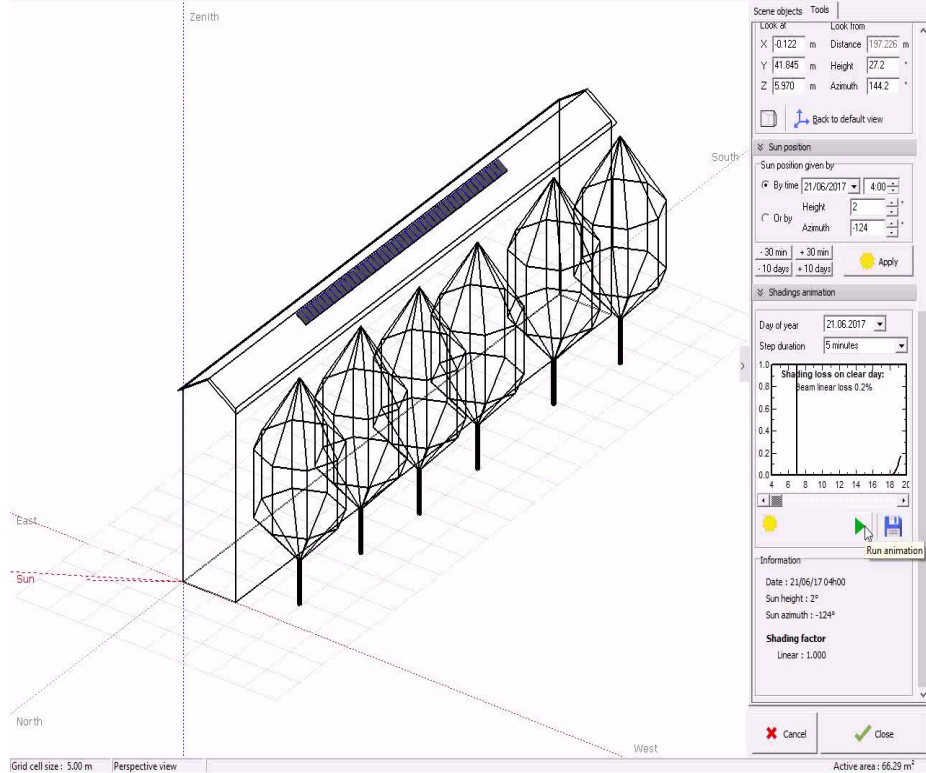 Zenith
South
East
Sun
North
West
Grid cell size: 5.00 m
Perspective view
Active area: 66.29 m²
Scene objects
Tools
Look at
Look from
X -0.122 m
Distance 197.226 m
Y 41.845 m
Height 27.2 °
Z 5.970 m
Azimuth 144.2 °
Back to default view
Sun position
Sun position given by
By time 21/06/2017 4:00
Or by
Height 2 °
Azimuth -124 °
- 30 min
+ 30 min
- 10 days
+ 10 days
Apply
Shadings animation
Day of year 21.06.2017
Step duration 5 minutes
Shading loss on clear day:
Beam linear loss 0.2%
1.0
0.8
0.6
0.4
0.2
0.0
4 6 8 10 12 14 16 18 20
Run animation
Information
Date : 21/06/17 04h00
Sun height : 2°
Sun azimuth : -124°
Shading factor
Linear : 1.000
Cancel
Close